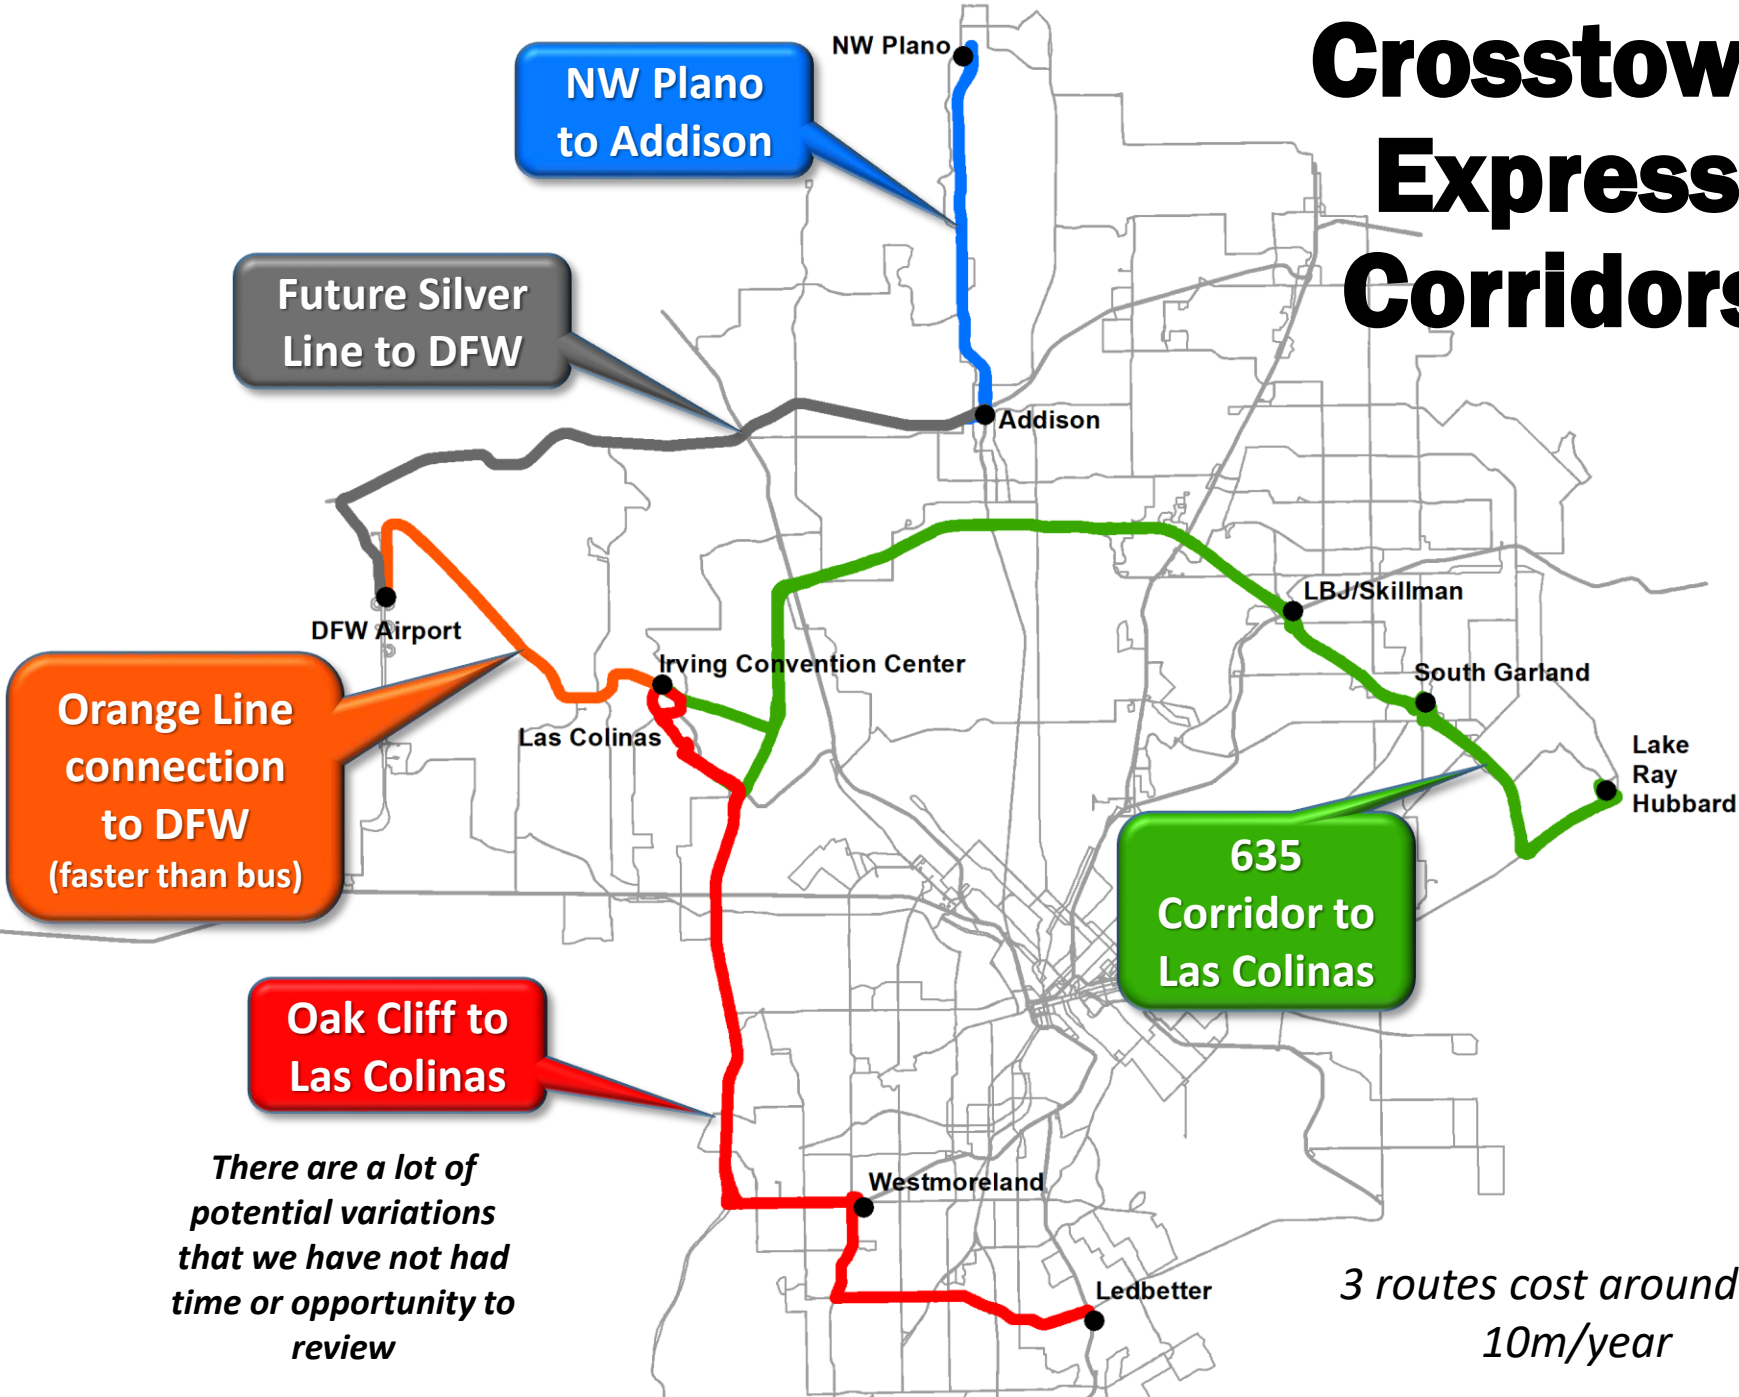 Crosstow
Express
Corridors
NW Plano
NW Plano
to Addison
Future Silver
Line to DFW
Addison
DFW Airport
LBJ/Skillman
Irving Convention Center
South Garland
Orange Line
connection
to DFW
(faster than bus)
Las Colinas
Lake
Ray
Hubbard
635
Corridor to
Las Colinas
Oak Cliff to
Las Colinas
There are a lot of
potential variations
that we have not had
time or opportunity to
review
Westmoreland
Ledbetter
3 routes cost around
10m/year